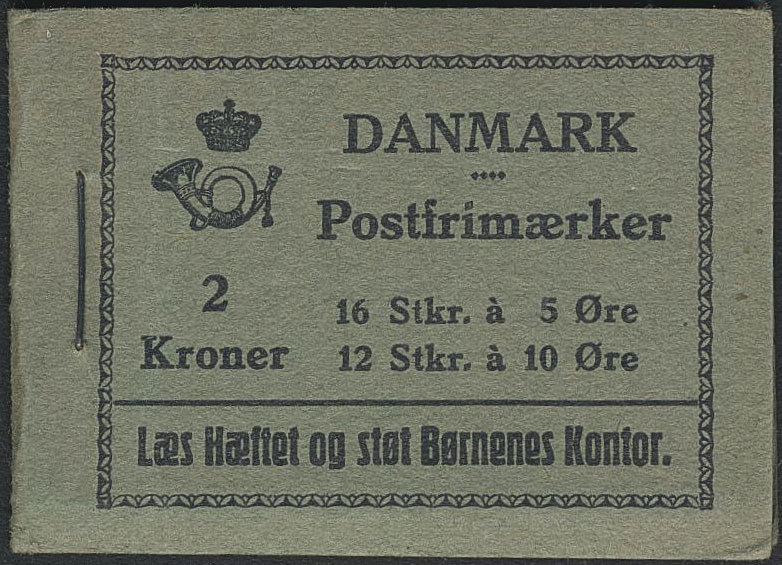 DANMARK
Postfrimærker
2
Kroner
16 Stkr. à 5 Øre
12 Stkr. à 10 Øre
Læs Hæftet og støt Børnenes Kontor.